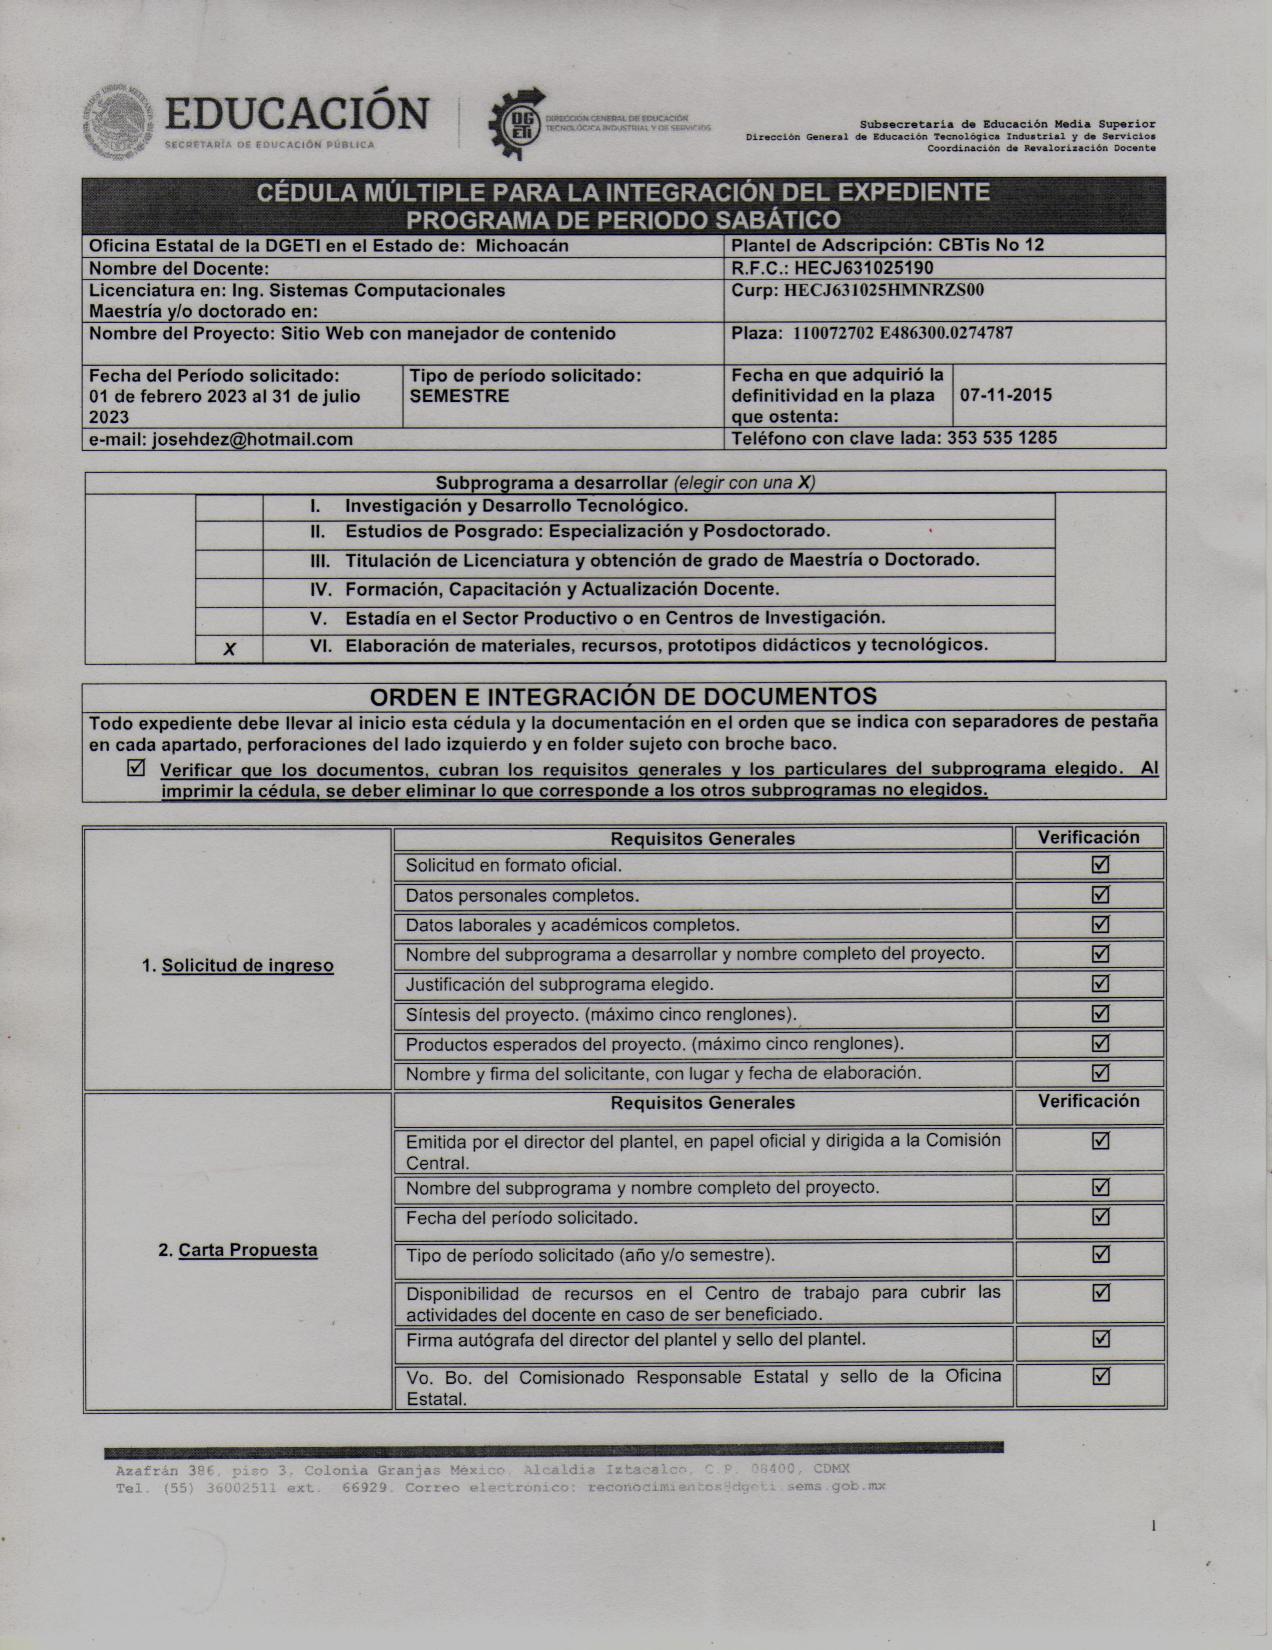 EDUCACIÓN
SECRETARÍA DE EDUCACIÓN PÚBLICA
DGETi
DIRECCIÓN GENERAL DE EDUCACIÓN
TECNOLÓGICA INDUSTRIAL Y DE SERVICIOS
Subsecretaria de Educación Media Superior
Dirección General de Educación Tecnológica Industrial y de Servicios
Coordinación de Revalorización Docente
CÉDULA MÚLTIPLE PARA LA INTEGRACIÓN DEL EXPEDIENTE
PROGRAMA DE PERIODO SABÁTICO
Oficina Estatal de la DGETI en el Estado de: Michoacán
Plantel de Adscripción: CBTis No 12
Nombre del Docente:
R.F.C.: HECJ631025190
Licenciatura en: Ing. Sistemas Computacionales
Maestría y/o doctorado en:
Curp: HECJ631025HMNRZS00
Nombre del Proyecto: Sitio Web con manejador de contenido
Plaza: 110072702 E486300.0274787
Fecha del Período solicitado:
01 de febrero 2023 al 31 de julio
2023
Tipo de período solicitado:
SEMESTRE
Fecha en que adquirió la
definitividad en la plaza
que ostenta:
07-11-2015
e-mail: josehdez@hotmail.com
Teléfono con clave lada: 353 535 1285
Subprograma a desarrollar (elegir con una X)
I. Investigación y Desarrollo Tecnológico.
II. Estudios de Posgrado: Especialización y Posdoctorado.
III. Titulación de Licenciatura y obtención de grado de Maestría o Doctorado.
IV. Formación, Capacitación y Actualización Docente.
V. Estadía en el Sector Productivo o en Centros de Investigación.
X VI. Elaboración de materiales, recursos, prototipos didácticos y tecnológicos.
ORDEN E INTEGRACIÓN DE DOCUMENTOS
Todo expediente debe llevar al inicio esta cédula y la documentación en el orden que se indica con separadores de pestaña
en cada apartado, perforaciones del lado izquierdo y en folder sujeto con broche baco.
☑ Verificar que los documentos, cubran los requisitos generales y los particulares del subprograma elegido. Al
imprimir la cédula, se deber eliminar lo que corresponde a los otros subprogramas no elegidos.
1. Solicitud de ingreso
Requisitos Generales Verificación
Solicitud en formato oficial. ☑
Datos personales completos. ☑
Datos laborales y académicos completos. ☑
Nombre del subprograma a desarrollar y nombre completo del proyecto. ☑
Justificación del subprograma elegido. ☑
Síntesis del proyecto. (máximo cinco renglones). ☑
Productos esperados del proyecto. (máximo cinco renglones). ☑
Nombre y firma del solicitante, con lugar y fecha de elaboración. ☑
2. Carta Propuesta
Requisitos Generales Verificación
Emitida por el director del plantel, en papel oficial y dirigida a la Comisión ☑
Central.
Nombre del subprograma y nombre completo del proyecto. ☑
Fecha del período solicitado. ☑
Tipo de período solicitado (año y/o semestre). ☑
Disponibilidad de recursos en el Centro de trabajo para cubrir las ☑
actividades del docente en caso de ser beneficiado.
Firma autógrafa del director del plantel y sello del plantel. ☑
Vo. Bo. del Comisionado Responsable Estatal y sello de la Oficina ☑
Estatal.
Azafrán 386, piso 3, Colonia Granjas México, Alcaldía Iztacalco, C.P. 08400, CDMX
Tel. (55) 36002511 ext. 66929. Correo electrónico: reconocimientos@dgeti.sems.gob.mx
1